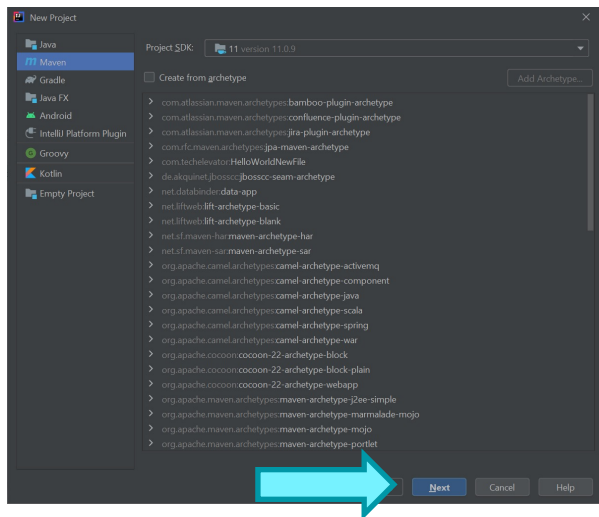 New Project
Java
Maven
Gradle
Java FX
Android
IntelliJ Platform Plugin
Groovy
Kotlin
Empty Project
Project SDK: 11 version 11.0.9
Create from archetype
Add Archetype...
com.atlassian.maven.archetypes:bamboo-plugin-archetype
com.atlassian.maven.archetypes:confluence-plugin-archetype
com.atlassian.maven.archetypes:jira-plugin-archetype
com.rfc.maven.archetypes:jpa-maven-archetype
com.techelevator:HelloWorldNewFile
de.akquinet.jbosscc:jbosscc-seam-archetype
net.databinder:data-app
net.liftweb:lift-archetype-basic
net.liftweb:lift-archetype-blank
net.sf.maven-har:maven-archetype-har
net.sf.maven-sar:maven-archetype-sar
org.apache.camel.archetypes:camel-archetype-activemq
org.apache.camel.archetypes:camel-archetype-component
org.apache.camel.archetypes:camel-archetype-java
org.apache.camel.archetypes:camel-archetype-scala
org.apache.camel.archetypes:camel-archetype-spring
org.apache.camel.archetypes:camel-archetype-war
org.apache.cocoon:cocoon-22-archetype-block
org.apache.cocoon:cocoon-22-archetype-block-plain
org.apache.cocoon:cocoon-22-archetype-webapp
org.apache.maven.archetypes:maven-archetype-j2ee-simple
org.apache.maven.archetypes:maven-archetype-marmalade-mojo
org.apache.maven.archetypes:maven-archetype-mojo
org.apache.maven.archetypes:maven-archetype-portlet
Next
Cancel
Help